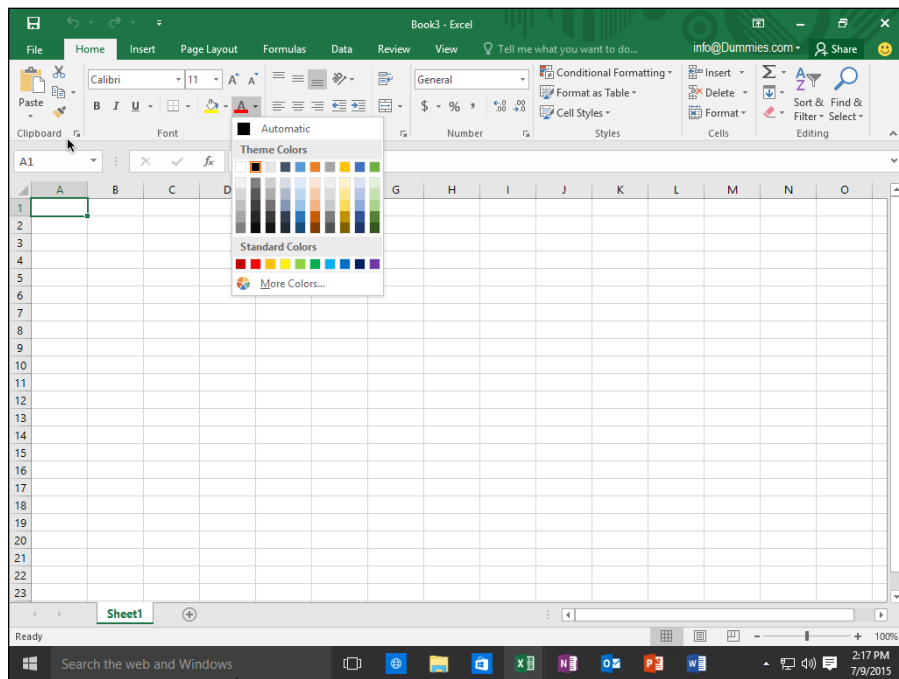 Book3 - Excel
File Home Insert Page Layout Formulas Data Review View Tell me what you want to do... info@Dummies.com Share
Calibri 11 General Conditional Formatting Insert
Paste Format as Table Delete Sort & Find &
B I U A $ % , .00 Cell Styles Format Filter Select
Clipboard Font Number Styles Cells Editing
Automatic
A1 fx
Theme Colors
A B C D G H I J K L M N O
1
2
3
Standard Colors
4
5
More Colors...
6
7
8
9
10
11
12
13
14
15
16
17
18
19
20
21
22
23
Sheet1
Ready 100%
Search the web and Windows 2:17 PM
7/9/2015